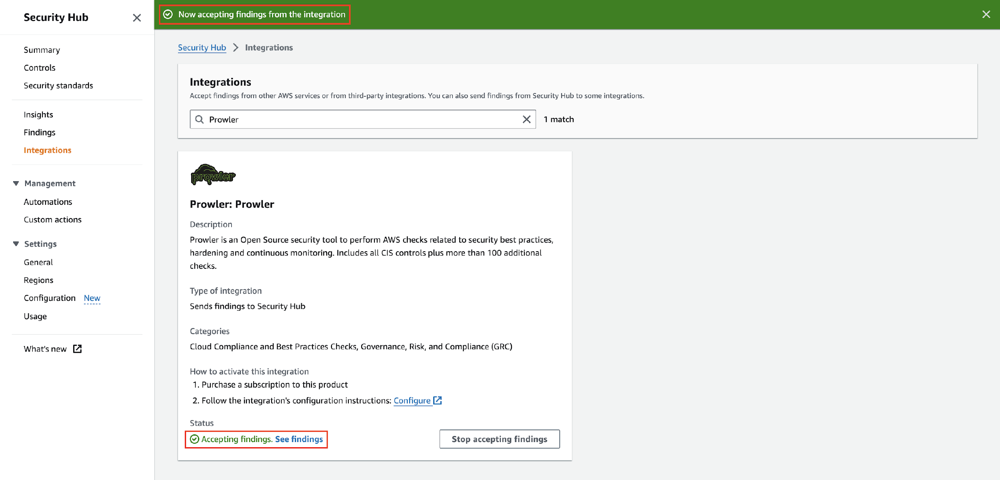 Security Hub
Summary
Controls
Security standards
Insights
Findings
Integrations
Management
Automations
Custom actions
Settings
General
Regions
Configuration New
Usage
What's new
Now accepting findings from the integration
Security Hub Integrations
Integrations
Accept findings from other AWS services or from third-party integrations. You can also send findings from Security Hub to some integrations.
Prowler
1 match
prowler
Prowler: Prowler
Description
Prowler is an Open Source security tool to perform AWS checks related to security best practices,
hardening and continuous monitoring. Includes all CIS controls plus more than 100 additional
checks.
Type of integration
Sends findings to Security Hub
Categories
Cloud Compliance and Best Practices Checks, Governance, Risk, and Compliance (GRC)
How to activate this integration
1. Purchase a subscription to this product
2. Follow the integration's configuration instructions: Configure
Status
Accepting findings. See findings
Stop accepting findings